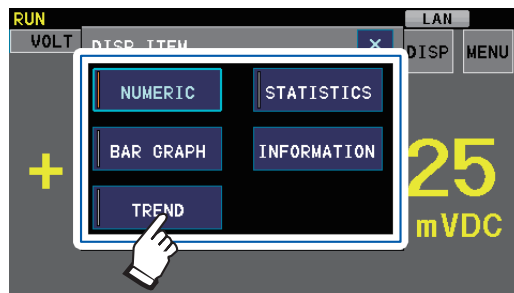 RUN LAN
VOLT DISP ITEM × DISP MENU
NUMERIC STATISTICS
BAR GRAPH INFORMATION
+ 25
TREND
mVDC